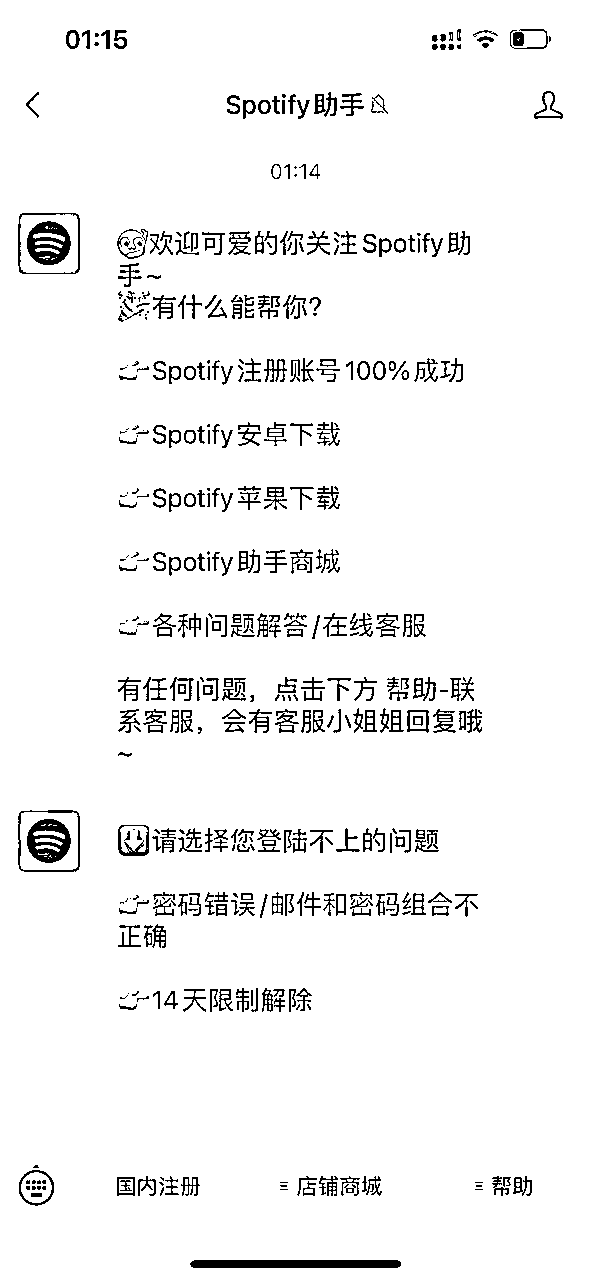 01:15
Spotify助手
01:14
欢迎可爱的你关注Spotify助
手~
有什么能帮你?
Spotify注册账号100%成功
Spotify安卓下载
Spotify苹果下载
Spotify助手商城
各种问题解答/在线客服
有任何问题，点击下方 帮助-联
系客服，会有客服小姐姐回复哦
~
请选择您登陆不上的问题
密码错误/邮件和密码组合不
正确
14天限制解除
国内注册
店铺商城
帮助